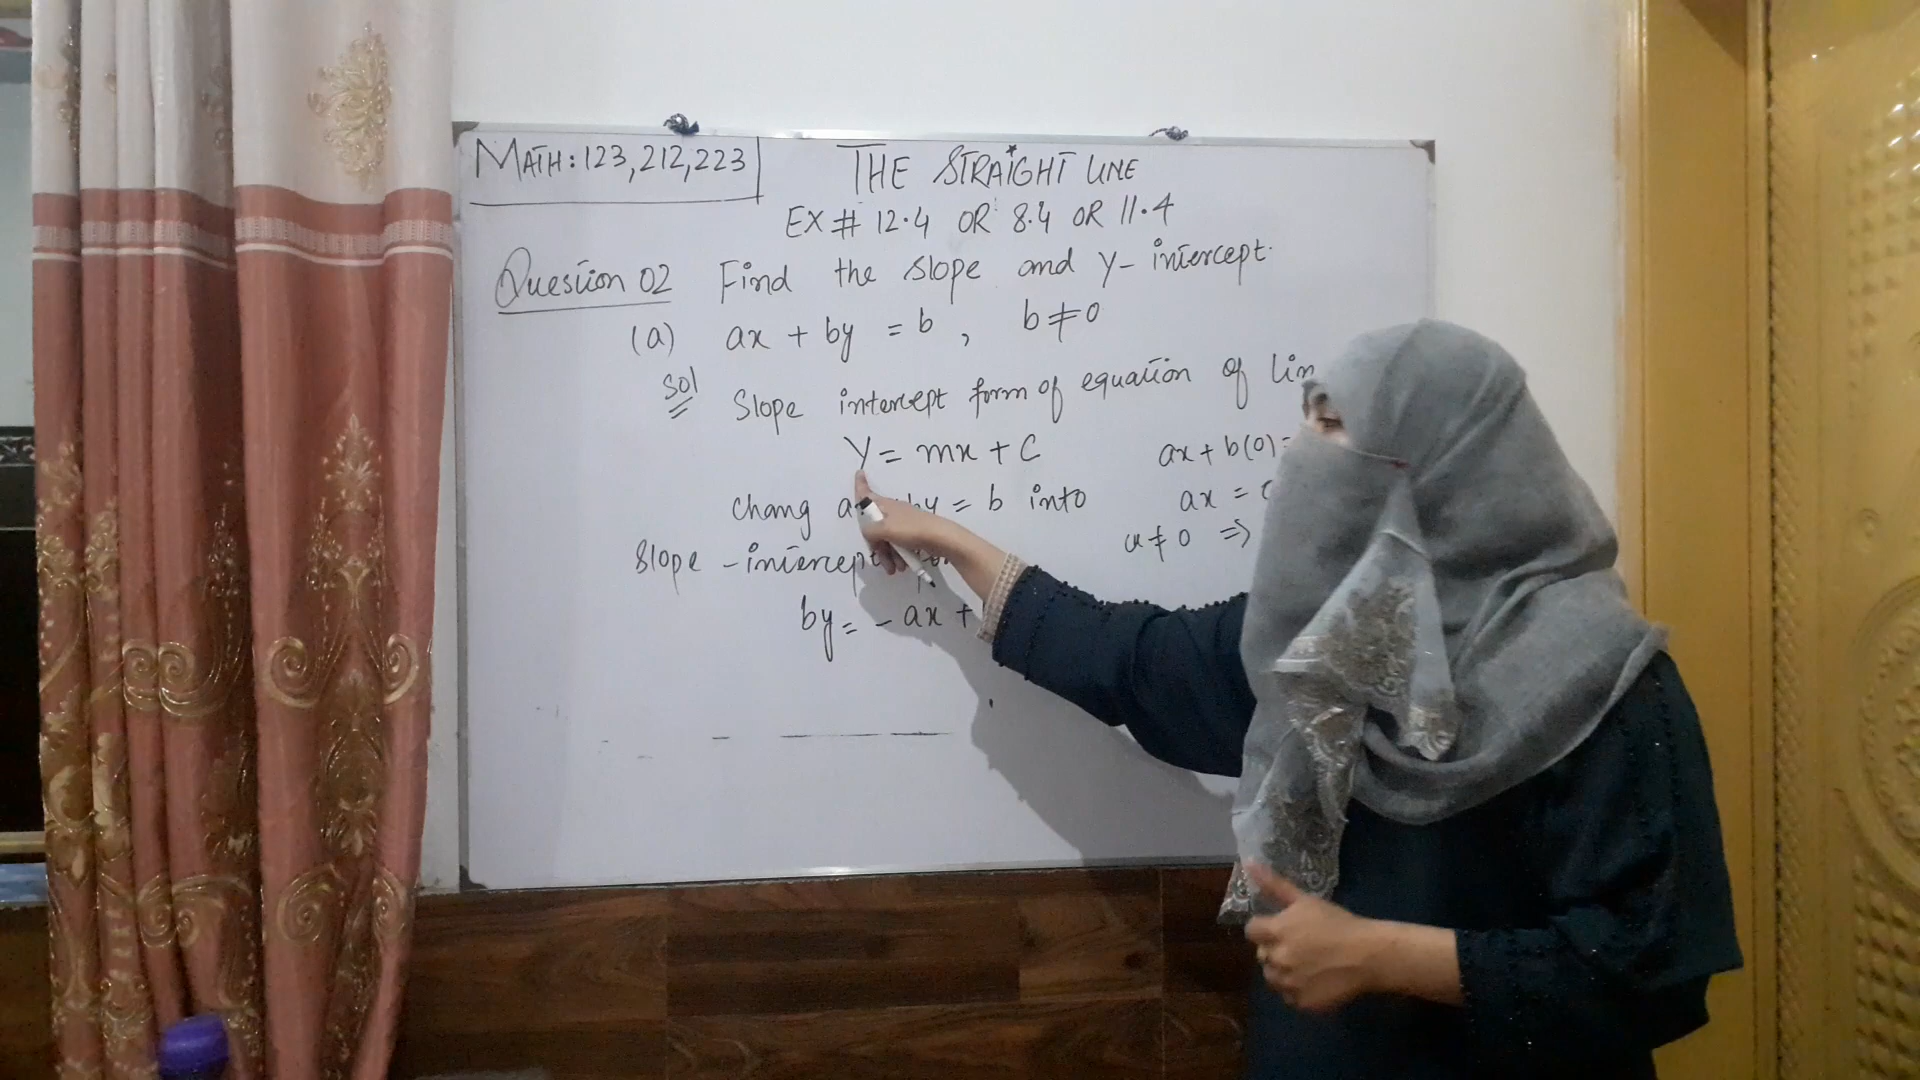 MATH: 123,212,223
THE STRAIGHT LINE
EX # 12.4 OR 8.4 OR 11.4
Question 02 Find the slope and y-intercept.
(a) ax + by = b , b ≠ 0
Sol Slope intercept form of equation of
Y = mx + C
chang by = b into
Slope - intercept
by = - ax +
ax + b(0) =
ax =
≠ 0 ⇒